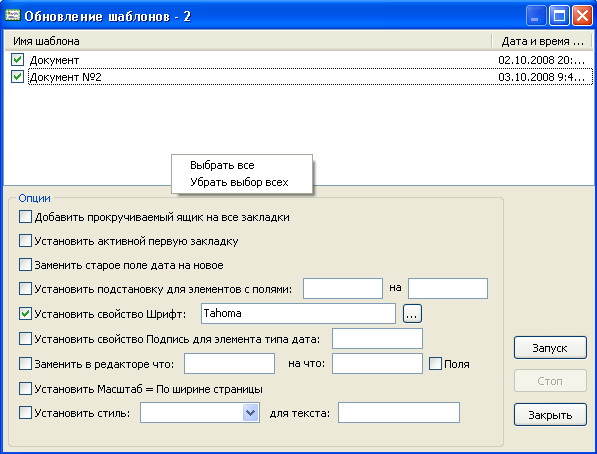 Обновление шаблонов - 2
Имя шаблона Дата и время ...
Документ 02.10.2008 20:...
Документ №2 03.10.2008 9:4...
Выбрать все
Убрать выбор всех
Опции
Добавить прокручиваемый ящик на все закладки
Установить активной первую закладку
Заменить старое поле дата на новое
Установить подстановку для элементов с полями: на
Установить свойство Шрифт: Tahoma ...
Установить свойство Подпись для элемента типа дата:
Заменить в редакторе что: на что: Поля
Установить Масштаб = По ширине страницы
Установить стиль: для текста:
Запуск
Стоп
Закрыть